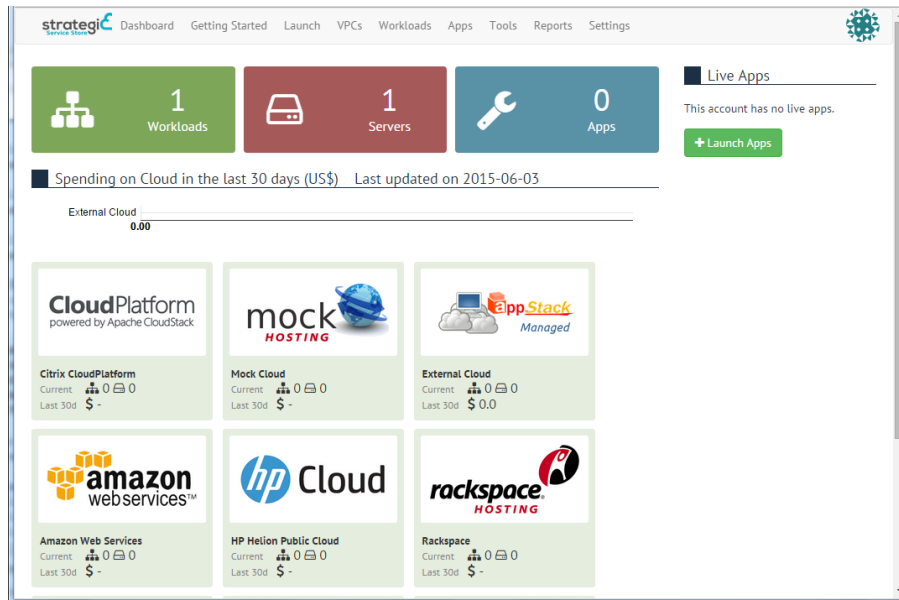 strategic Service Store Dashboard Getting Started Launch VPCs Workloads Apps Tools Reports Settings
1 Workloads
1 Servers
0 Apps
Live Apps
This account has no live apps.
+ Launch Apps
Spending on Cloud in the last 30 days (US$) Last updated on 2015-06-03
External Cloud
0.00
CloudPlatform
powered by Apache CloudStack
Citrix CloudPlatform
Current 0 0
Last 30d $ -
mock
HOSTING
Mock Cloud
Current 0 0
Last 30d $ -
appStack
Managed
External Cloud
Current 0 0
Last 30d $ 0.0
amazon
webservices™
Amazon Web Services
Current 0 0
Last 30d $ -
hp Cloud
HP Helion Public Cloud
Current 0 0
Last 30d $ -
rackspace.
HOSTING
Rackspace
Current 0 0
Last 30d $ -